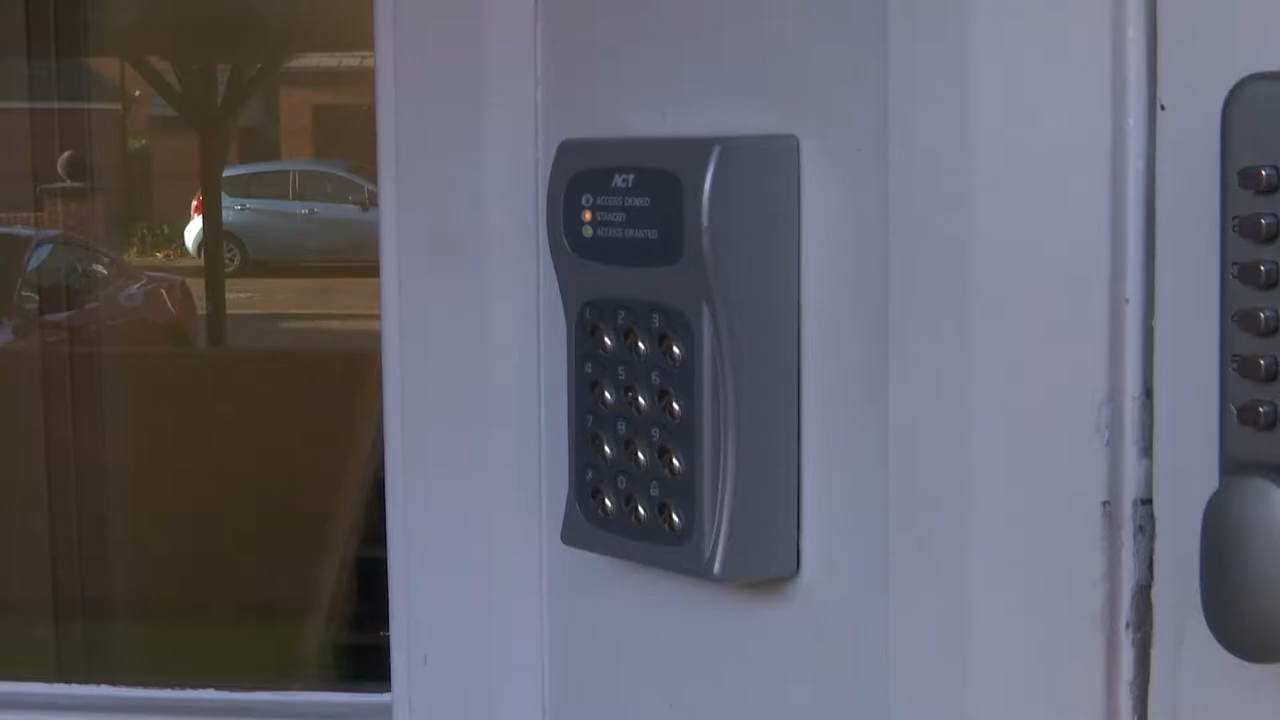 ACT
ACCESS DENIED
STANDBY
ACCESS GRANTED
1 2 3
4 5 6
7 8 9
0